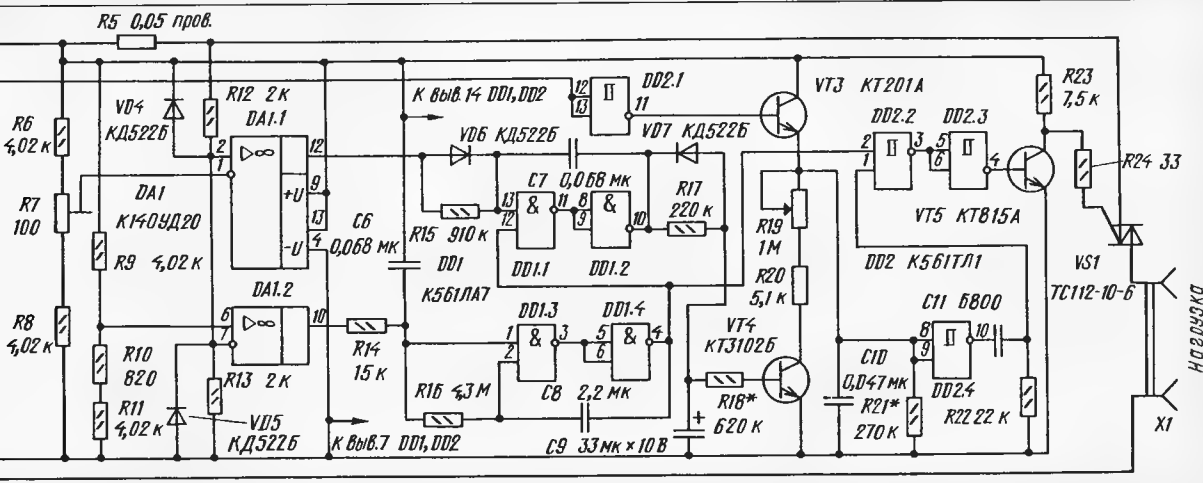 R5 0,05 пров.
R6
4,02 к
R7
100
R8
4,02 к
VD4
КД522Б
R12 2 к
DA1.1
▷∞
2
1
12
+U
9
13
-U
4
DA1
К140УД20
R9 4,02 к
DA1.2
▷∞
6
7
10
R10
820
R11
4,02 к
R13 2 к
VD5
КД522Б
R14
15 к
К выв.14 DD1, DD2
VD6 КД522Б
R15 910 к
C6
0,068 мк
DD1
К561ЛА7
C7 0,068 мк
13
12
&
11
DD1.1
8
9
&
10
DD1.2
VD7 КД522Б
R17
220 к
DD1.3
1
2
&
3
DD1.4
5
6
&
4
R16 4,3 М
C8 2,2 мк
К выв.7 DD1, DD2
C9 33 мк × 10 В
+
DD2.1
12
13
11
VT3 КТ201А
R19
1М
R20
5,1 к
VT4
КТ3102Б
R18*
620 к
DD2.2
2
1
3
DD2.3
5
6
4
VT5 КТ815А
DD2 К561ТЛ1
R23
7,5 к
R24 33
VS1
ТС112-10-6
C10
0,047 мк
R21*
270 к
8
9
10
DD2.4
C11 6800
R22 22 к
X1
Нагрузка